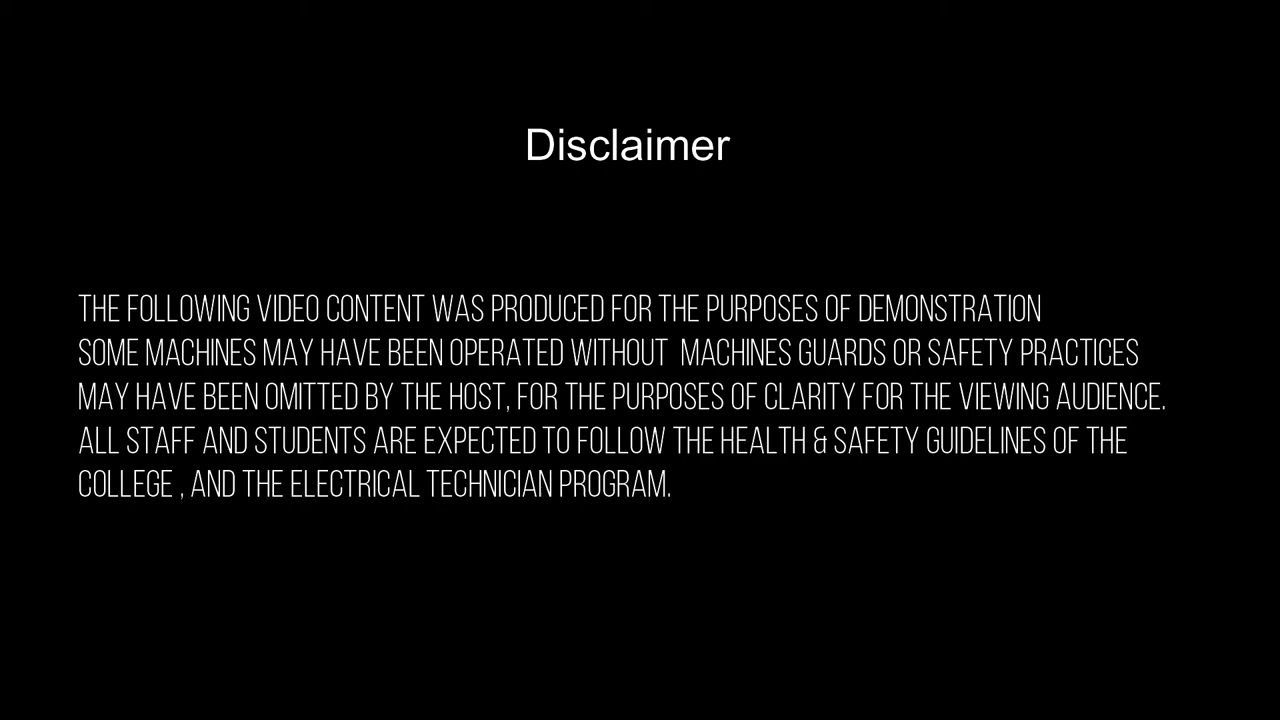 Disclaimer
THE FOLLOWING VIDEO CONTENT WAS PRODUCED FOR THE PURPOSES OF DEMONSTRATION
SOME MACHINES MAY HAVE BEEN OPERATED WITHOUT  MACHINES GUARDS OR SAFETY PRACTICES
MAY HAVE BEEN OMITTED BY THE HOST, FOR THE PURPOSES OF CLARITY FOR THE VIEWING AUDIENCE.
ALL STAFF AND STUDENTS ARE EXPECTED TO FOLLOW THE HEALTH & SAFETY GUIDELINES OF THE
COLLEGE , AND THE ELECTRICAL TECHNICIAN PROGRAM.